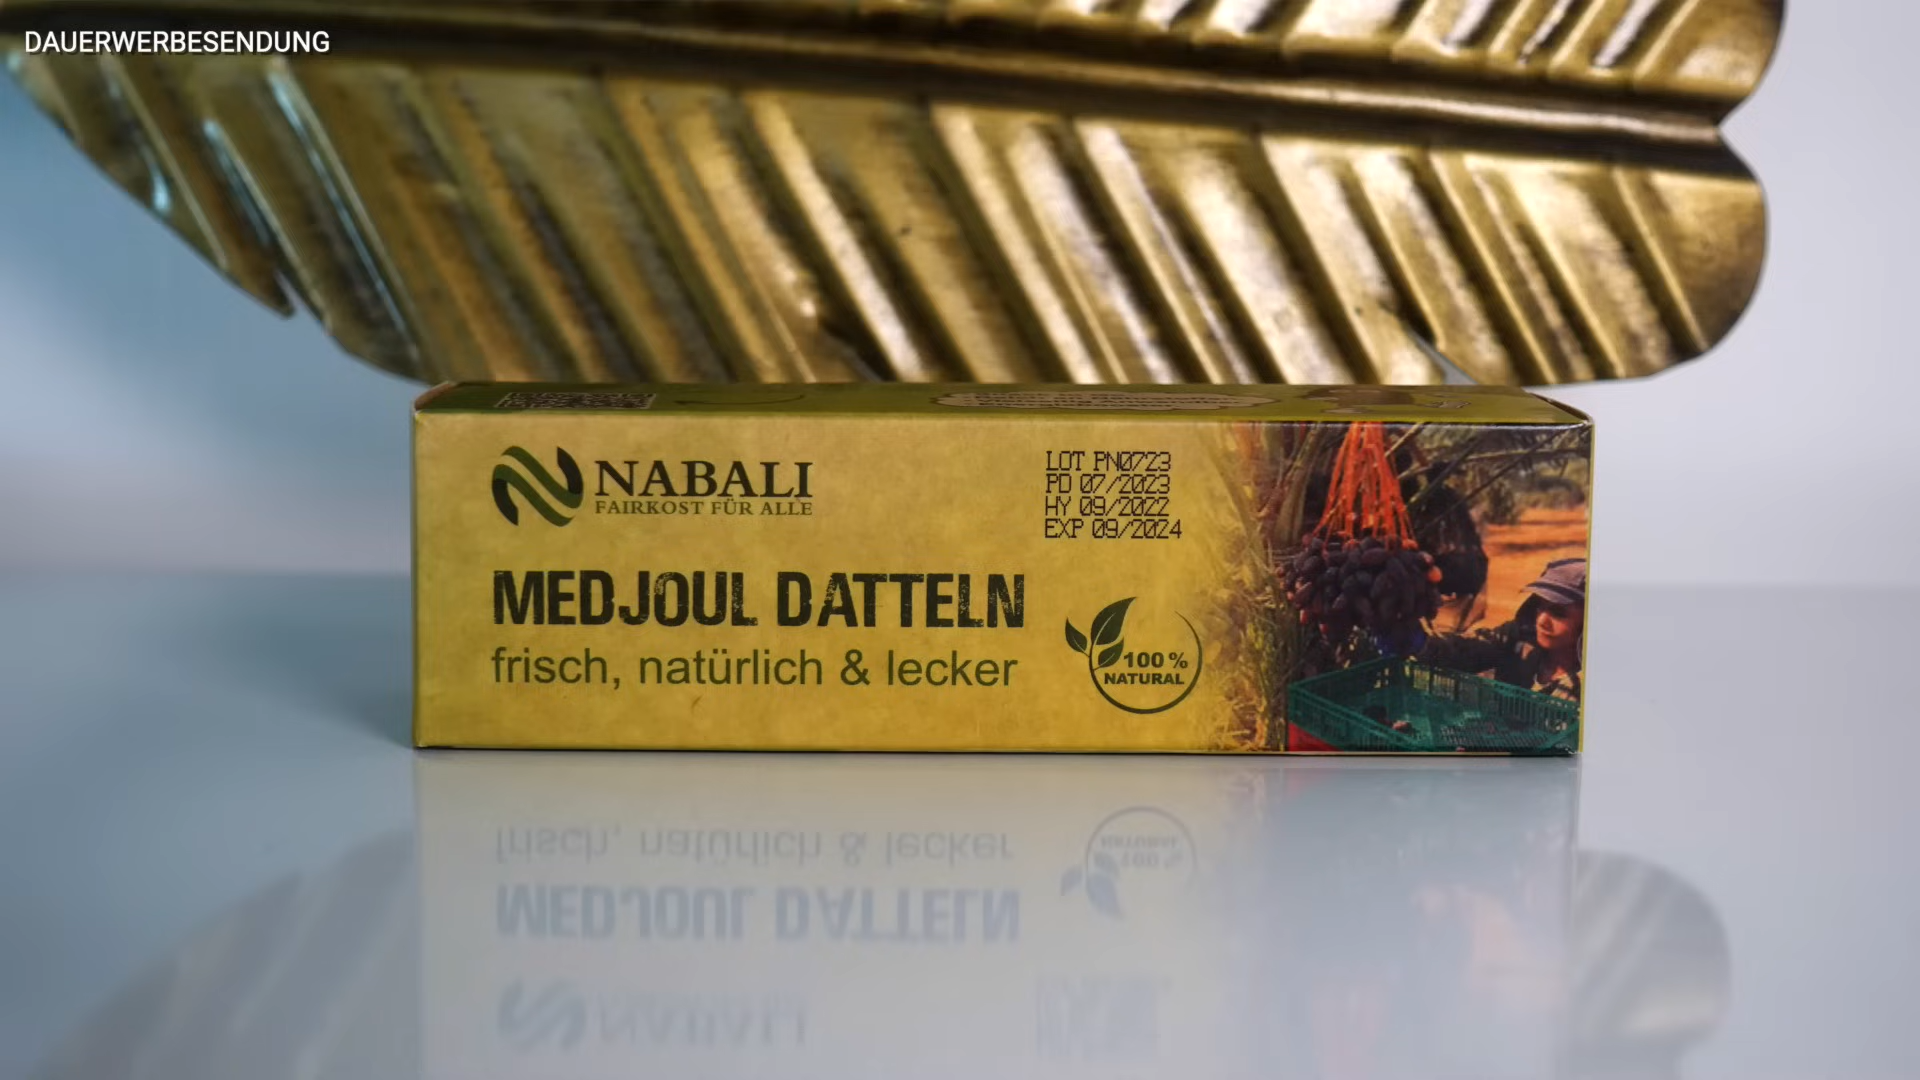 DAUERWERBESENDUNG
NABALI
FAIRKOST FÜR ALLE
LOT PN0723
PD 07/2023
HY 09/2022
EXP 09/2024
MEDJOUL DATTELN
frisch, natürlich & lecker
100 %
NATURAL